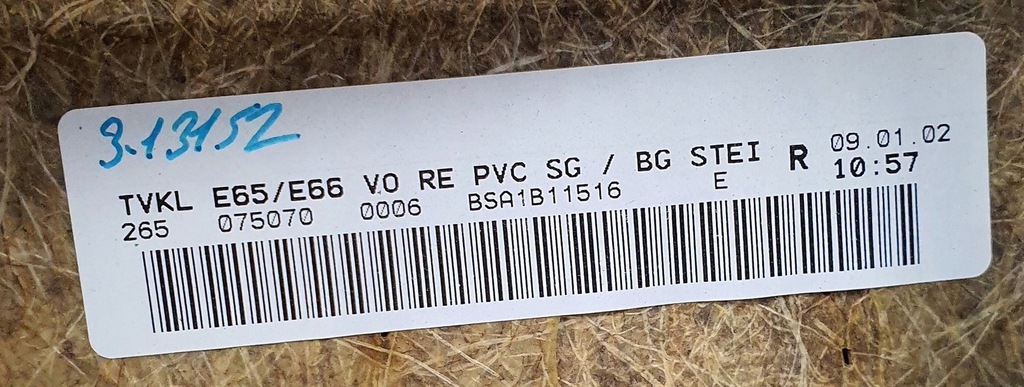 3.13152
TVKL E65/E66 V.O RE PVC SG / BG STEI R 09.01.02
265 075070 0006 BSA1B11516 E 10:57